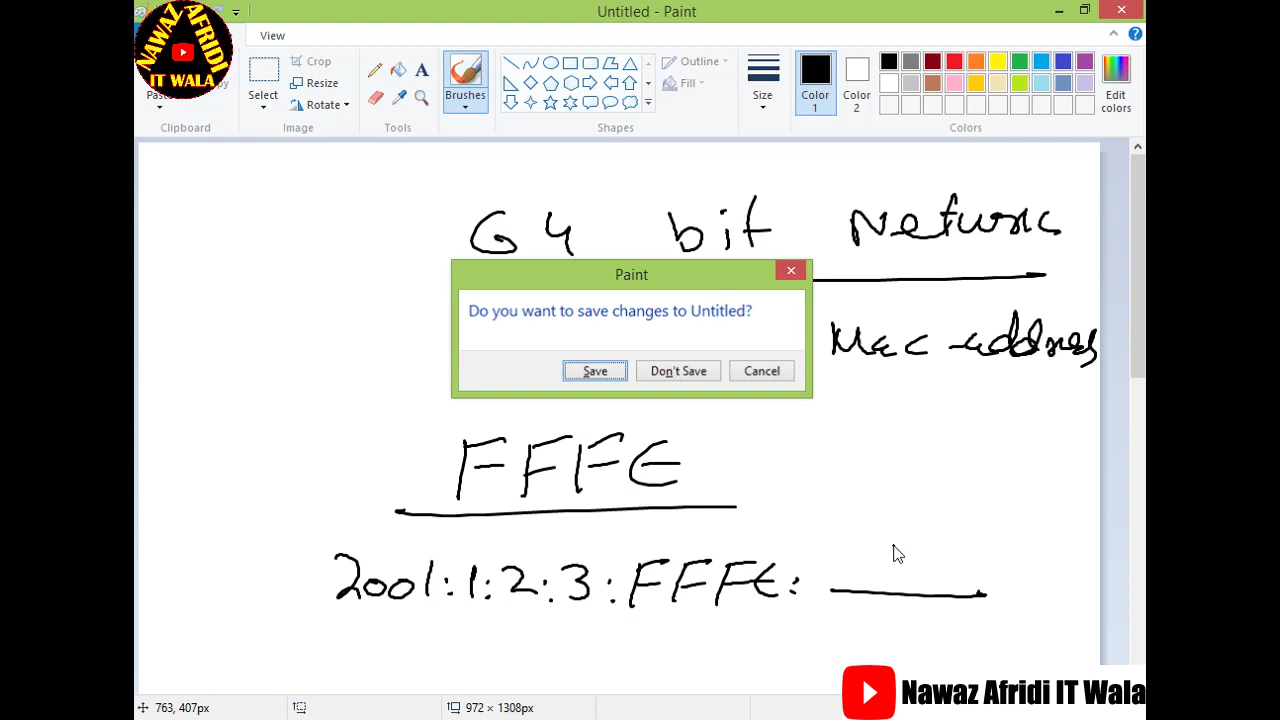 Untitled - Paint
NAWAZ AFRIDI
IT WALA
View
Paste
Clipboard
Select
Crop
Resize
Rotate
Image
Tools
Brushes
Shapes
Outline
Fill
Size
Color 1
Color 2
Edit colors
Colors
64 bit Network
Paint
Do you want to save changes to Untitled?
Save
Don't Save
Cancel
Mac address
FFFE
2001:1:2:3:FFFE:
763, 407px
972 × 1308px
Nawaz Afridi IT Wala